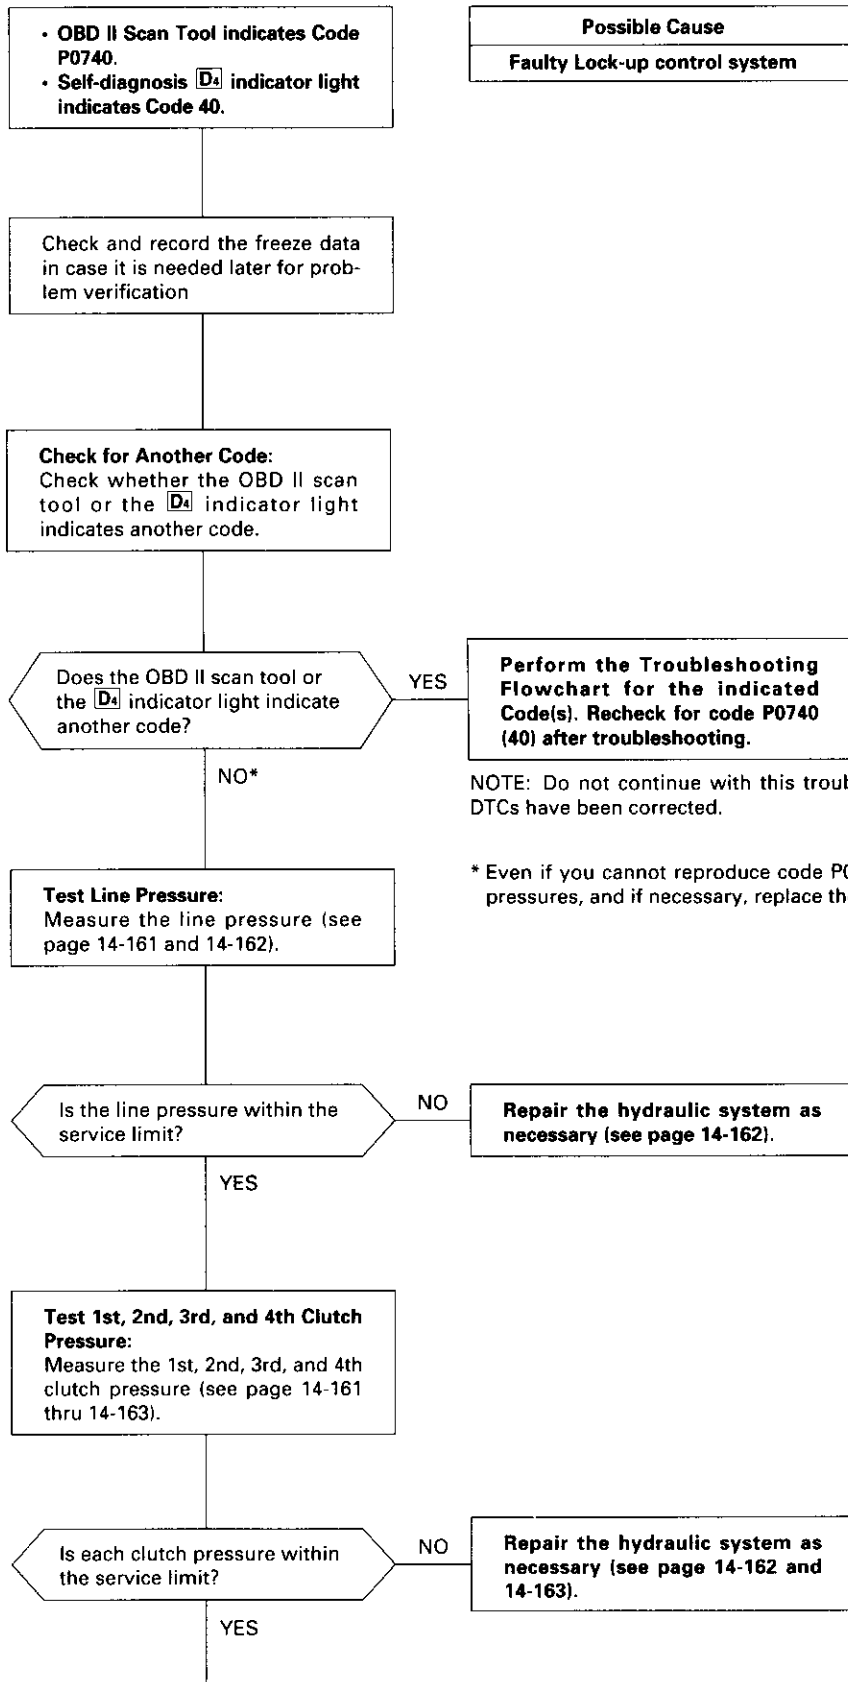 • OBD II Scan Tool indicates Code
P0740.
• Self-diagnosis D4 indicator light
indicates Code 40.
Possible Cause
Faulty Lock-up control system
Check and record the freeze data
in case it is needed later for prob-
lem verification
Check for Another Code:
Check whether the OBD II scan
tool or the D4 indicator light
indicates another code.
Does the OBD II scan tool or
the D4 indicator light indicate
another code?
YES
Perform the Troubleshooting
Flowchart for the indicated
Code(s). Recheck for code P0740
(40) after troubleshooting.
NO*
NOTE: Do not continue with this troub
DTCs have been corrected.
* Even if you cannot reproduce code P0
pressures, and if necessary, replace th
Test Line Pressure:
Measure the line pressure (see
page 14-161 and 14-162).
Is the line pressure within the
service limit?
NO
Repair the hydraulic system as
necessary (see page 14-162).
YES
Test 1st, 2nd, 3rd, and 4th Clutch
Pressure:
Measure the 1st, 2nd, 3rd, and 4th
clutch pressure (see page 14-161
thru 14-163).
Is each clutch pressure within
the service limit?
NO
Repair the hydraulic system as
necessary (see page 14-162 and
14-163).
YES